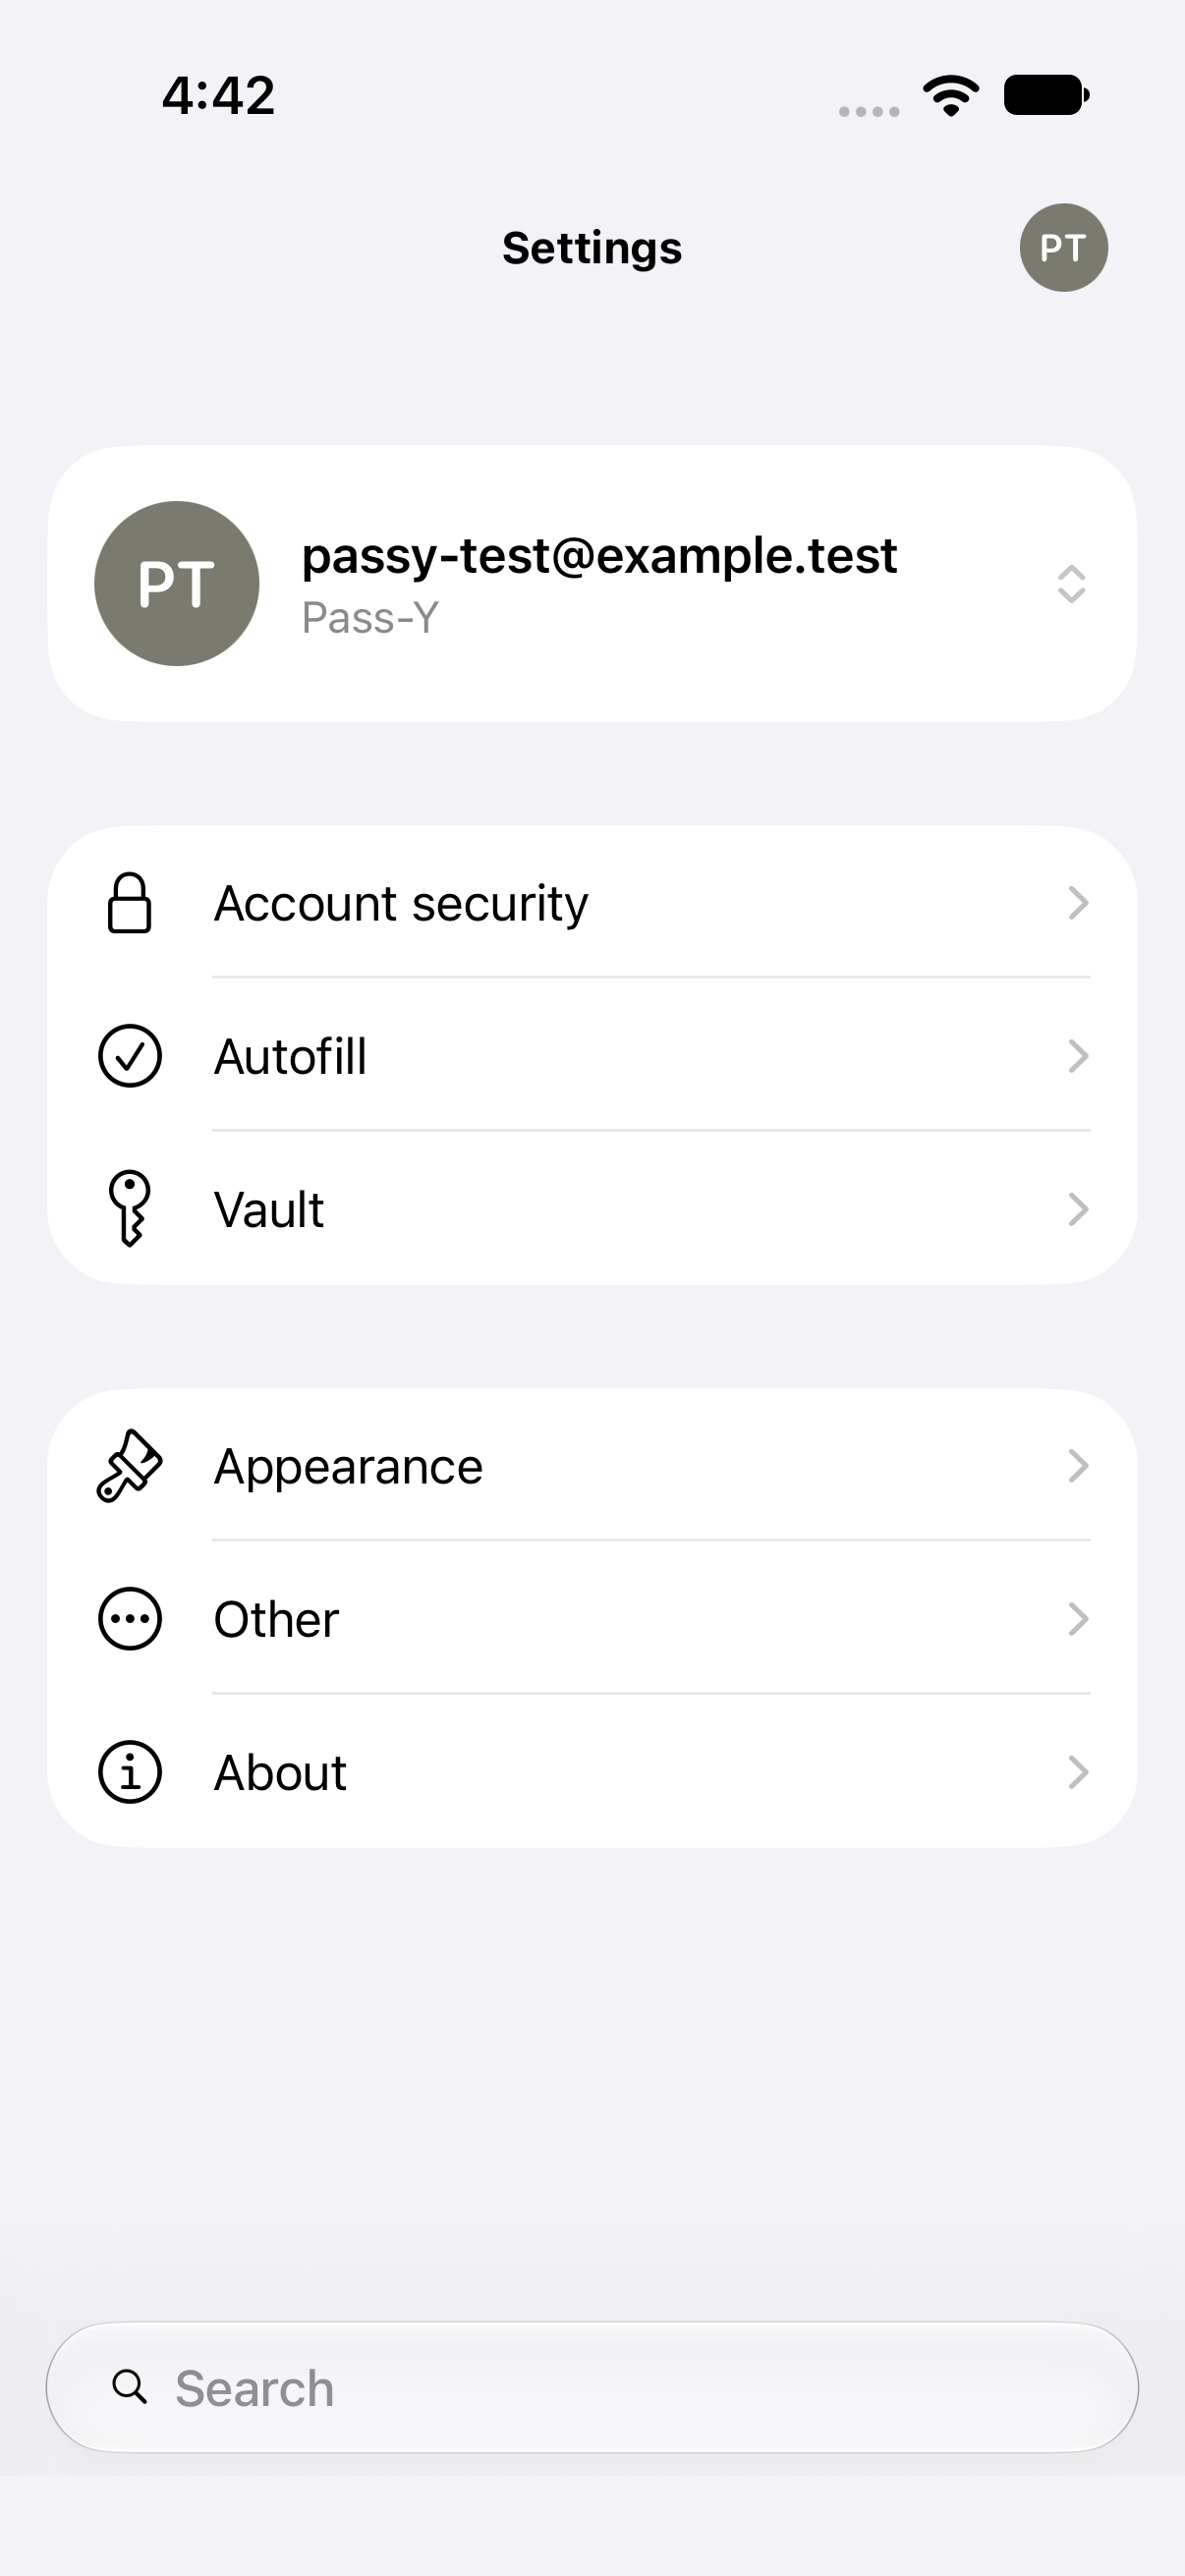 4:42
Settings
PT
PT
passy-test@example.test
Pass-Y
Account security
Autofill
Vault
Appearance
Other
About
Search